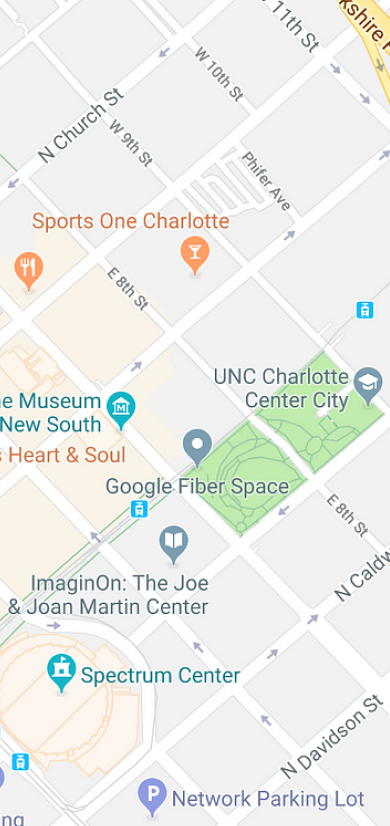 kshire
11th St
W 10th St
N Church St
W 9th St
Phifer Ave
Sports One Charlotte
E 8th St
UNC Charlotte
Center City
e Museum
New South
s Heart & Soul
Google Fiber Space
E 8th St
ImaginOn: The Joe
& Joan Martin Center
N Caldw
Spectrum Center
N Davidson St
P
Network Parking Lot
ng